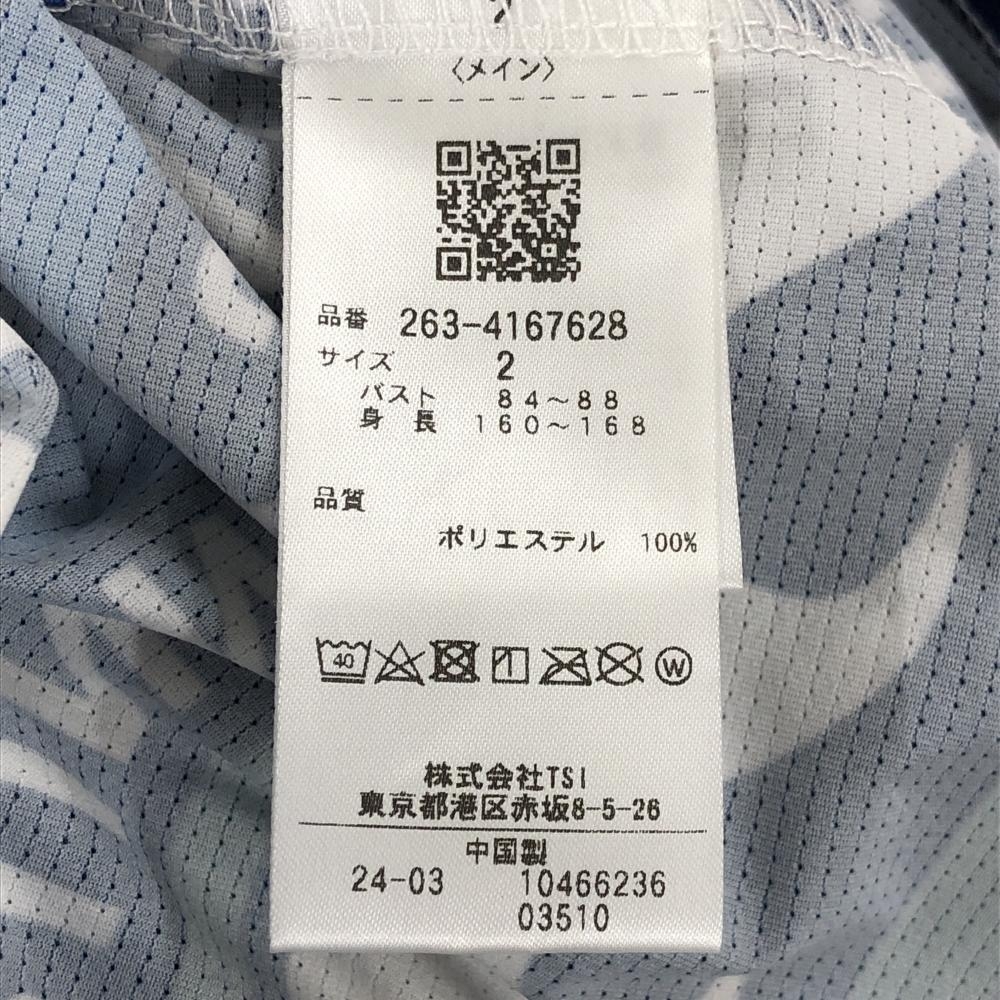 〈メイン〉
品番 263-4167628
サイズ 2
バスト 84〜88
身長 160〜168
品質
ポリエステル 100%
40
W
株式会社TSI
東京都港区赤坂8-5-26
中国製
24-03 10466236
03510